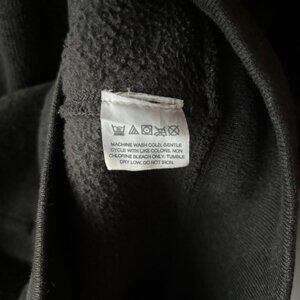 MACHINE WASH COLD, GENTLE
CYCLE WITH LIKE COLORS. NON
CHLORINE BLEACH ONLY. TUMBLE
DRY LOW. DO NOT IRON.